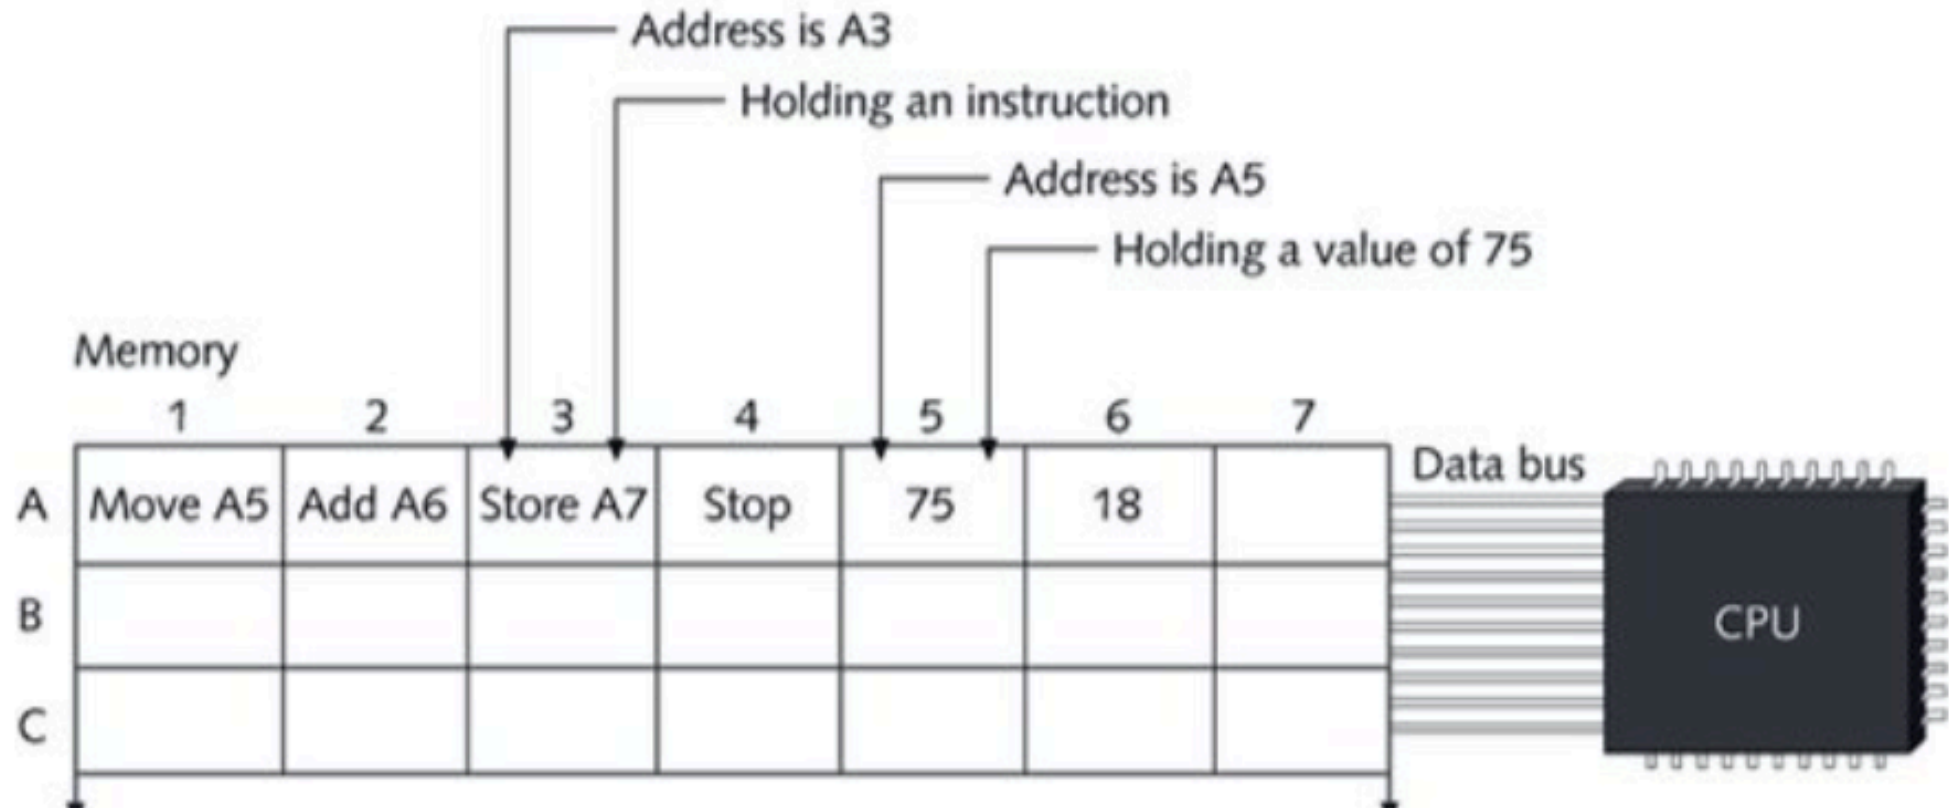 Address is A3
Holding an instruction
Address is A5
Holding a value of 75
Memory
1 2 3 4 5 6 7
Data bus
A Move A5 Add A6 Store A7 Stop 75 18
B
CPU
C